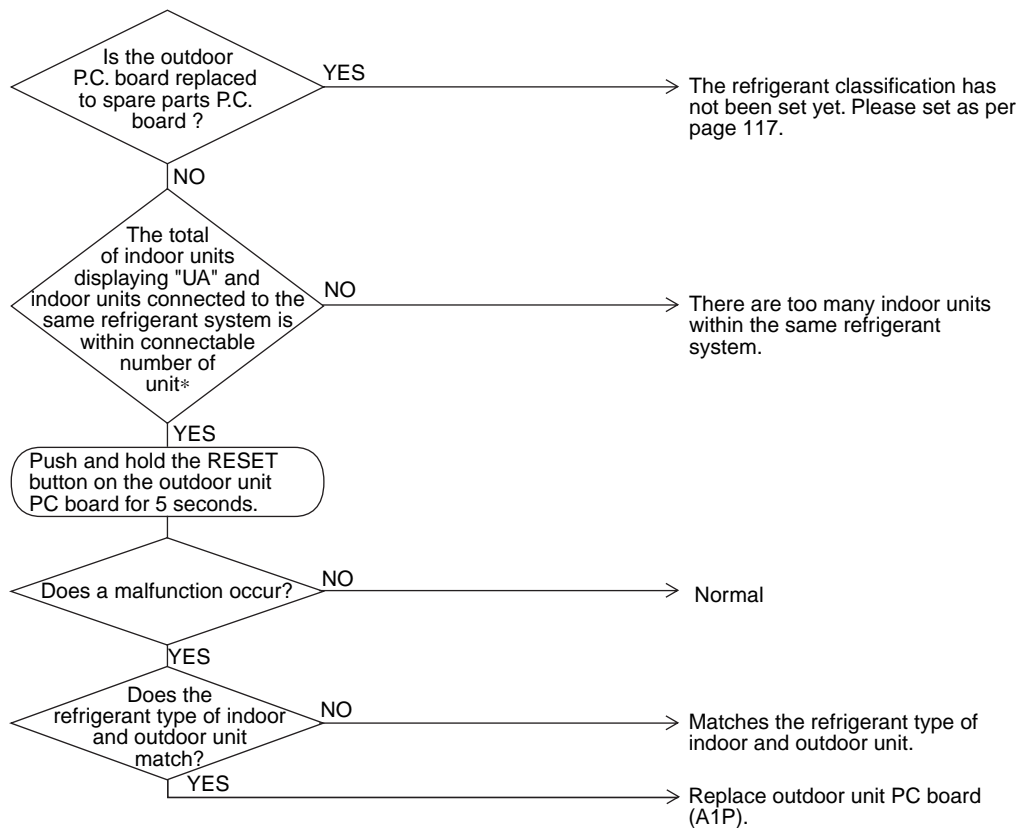 Is the outdoor
P.C. board replaced
to spare parts P.C.
board ?
YES
The refrigerant classification has
not been set yet. Please set as per
page 117.
NO
The total
of indoor units
displaying "UA" and
indoor units connected to the
same refrigerant system is
within connectable
number of
unit*
NO
There are too many indoor units
within the same refrigerant
system.
YES
Push and hold the RESET
button on the outdoor unit
PC board for 5 seconds.
Does a malfunction occur?
NO
Normal
YES
Does the
refrigerant type of indoor
and outdoor unit
match?
NO
Matches the refrigerant type of
indoor and outdoor unit.
YES
Replace outdoor unit PC board
(A1P).